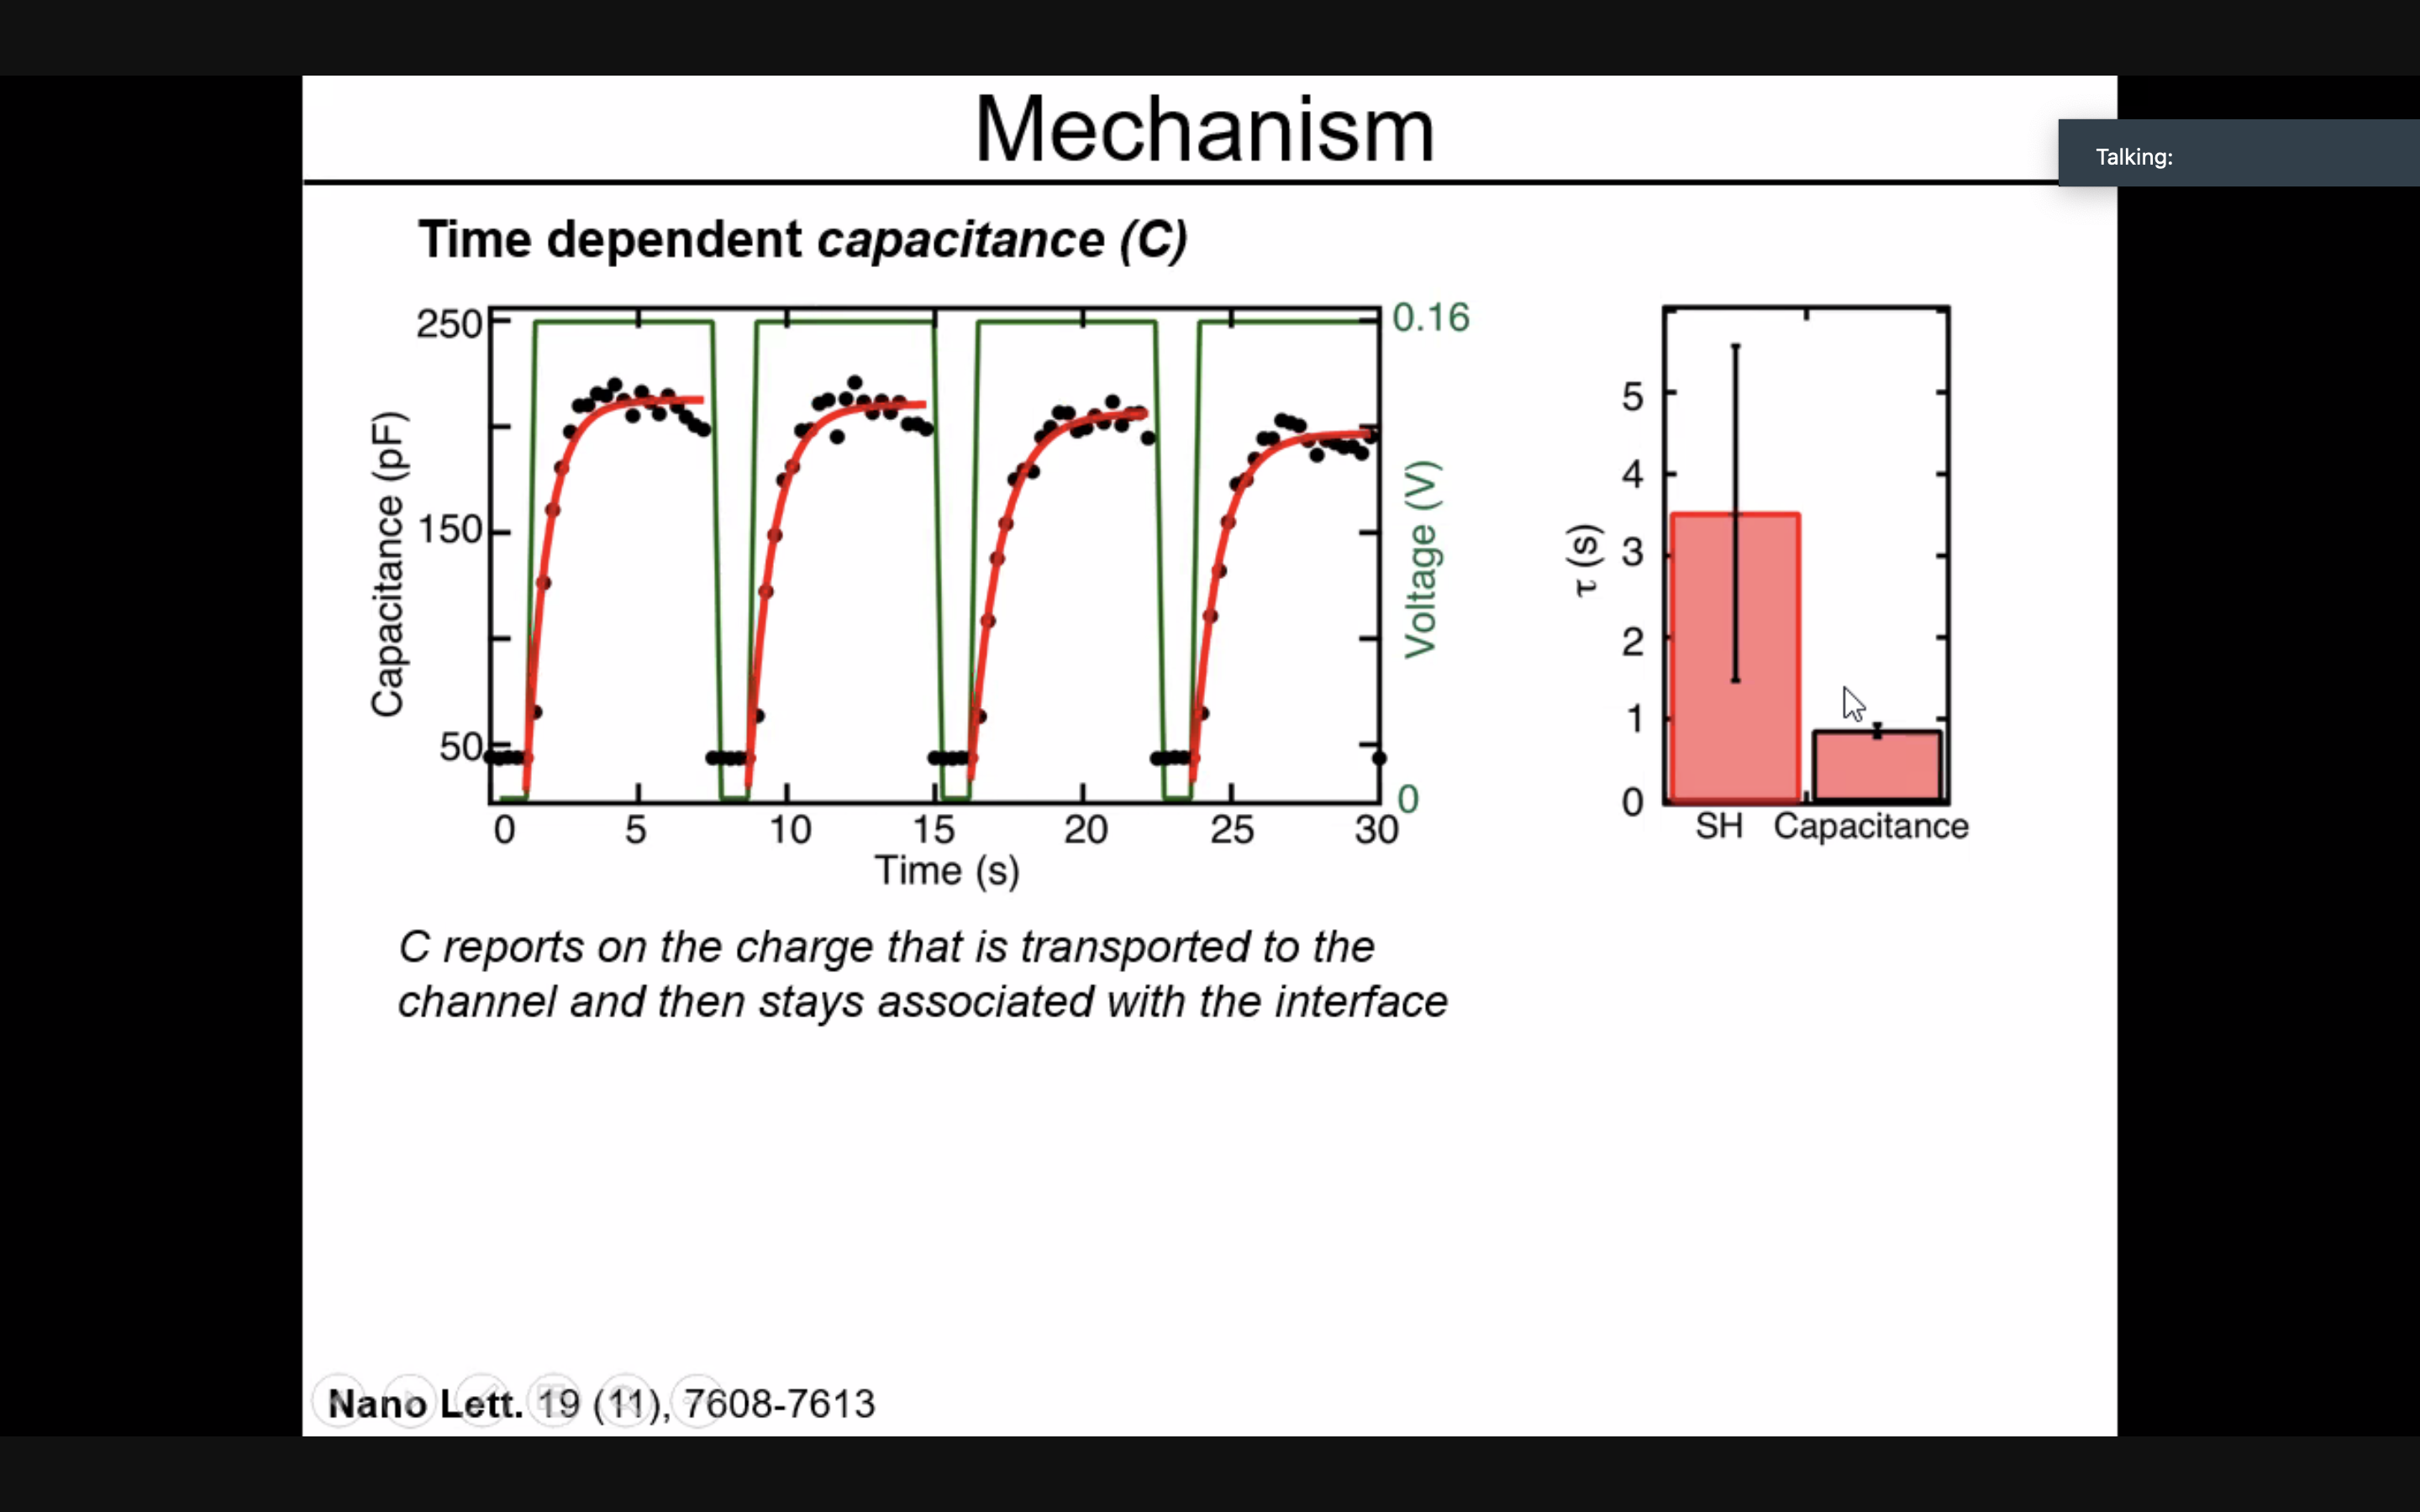 Mechanism
Talking:
Time dependent capacitance (C)
250
150
50
Capacitance (pF)
0.16
0
Voltage (V)
0 5 10 15 20 25 30
Time (s)
5
4
3
2
1
0
τ (s)
SH Capacitance
C reports on the charge that is transported to the
channel and then stays associated with the interface
Nano Lett. 19 (11), 7608-7613